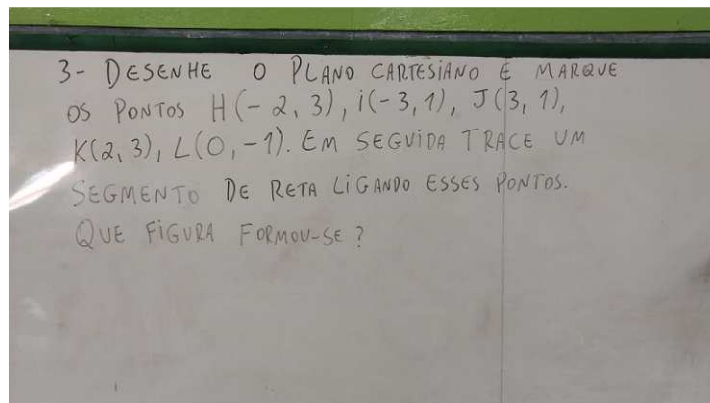 3- DESENHE O PLANO CARTESIANO E MARQUE
OS PONTOS H(-2, 3), i(-3, 1), J(3, 1),
K(2, 3), L(0, -1). EM SEGUIDA TRACE UM
SEGMENTO DE RETA LIGANDO ESSES PONTOS.
QUE FIGURA FORMOU-SE?